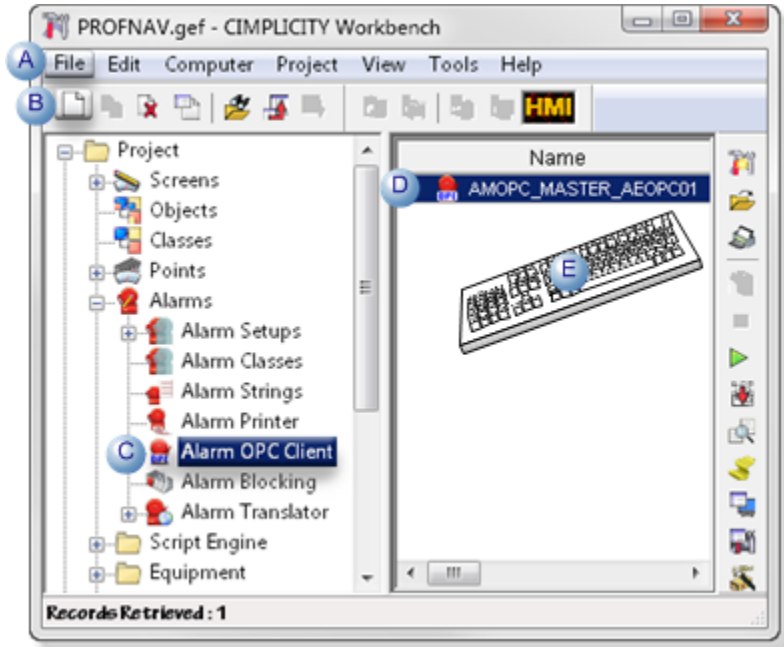 PROFNAV.gef - CIMPLICITY Workbench
A File Edit Computer Project View Tools Help
B HMI
Project
Screens
Objects
Classes
Points
Alarms
Alarm Setups
Alarm Classes
Alarm Strings
Alarm Printer
C Alarm OPC Client
Alarm Blocking
Alarm Translator
Script Engine
Equipment
Name
D OPC AMOPC_MASTER_AEOPC01
E
Records Retrieved : 1